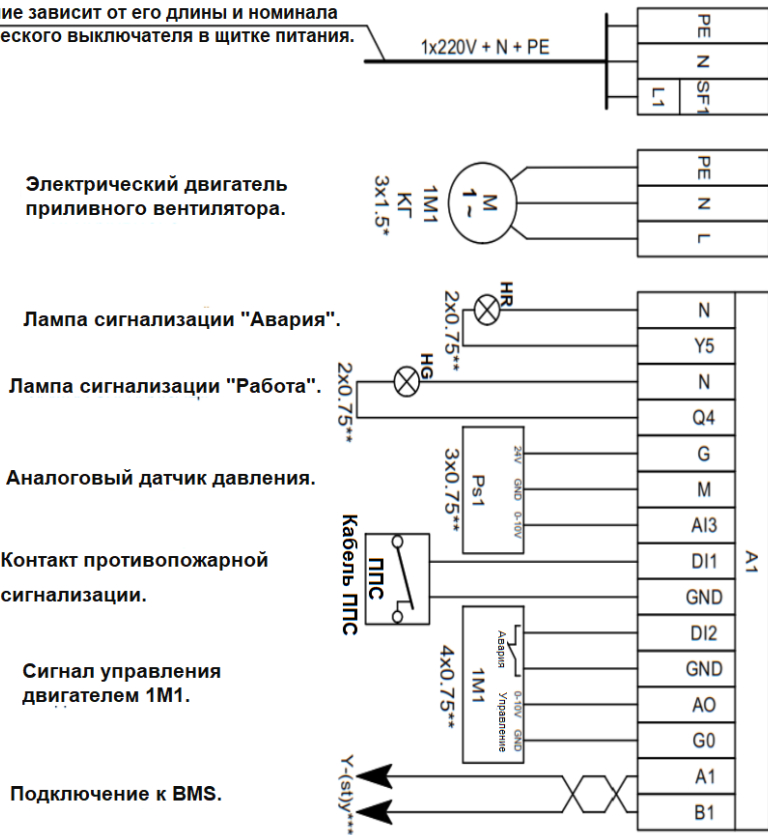 ние зависит от его длины и номинала
еского выключателя в щитке питания.
1x220V + N + PE
PE
N
SF1
L1
Электрический двигатель
приливного вентилятора.
M
1 ~
1M1
КГ
3x1.5*
PE
N
L
Лампа сигнализации "Авария".
HR
2x0.75**
N
Y5
Лампа сигнализации "Работа".
HG
2x0.75**
N
Q4
Аналоговый датчик давления.
24V GND 0-10V
Ps1
3x0.75**
G
M
AI3
Контакт противопожарной
сигнализации.
ППС
Кабель ППС
DI1
GND
A1
Сигнал управления
двигателем 1М1.
Авария
0-10V GND
Управление
1M1
4x0.75**
DI2
GND
AO
G0
Подключение к BMS.
Y-(st)y***
A1
B1